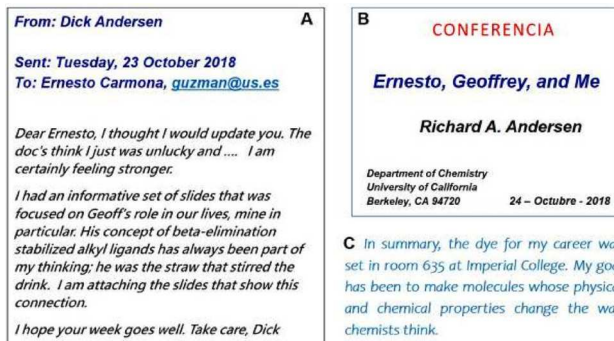 From: Dick Andersen
A
Sent: Tuesday, 23 October 2018
To: Ernesto Carmona, guzman@us.es
Dear Ernesto, I thought I would update you. The
doc's think I just was unlucky and .... I am
certainly feeling stronger.
I had an informative set of slides that was
focused on Geoff's role in our lives, mine in
particular. His concept of beta-elimination
stabilized alkyl ligands has always been part of
my thinking; he was the straw that stirred the
drink. I am attaching the slides that show this
connection.
I hope your week goes well. Take care, Dick
B
CONFERENCIA
Ernesto, Geoffrey, and Me
Richard A. Andersen
Department of Chemistry
University of California
Berkeley, CA 94720 24 – Octubre - 2018
C In summary, the dye for my career
set in room 635 at Imperial College. My
has been to make molecules whose
and chemical properties change the
chemists think.